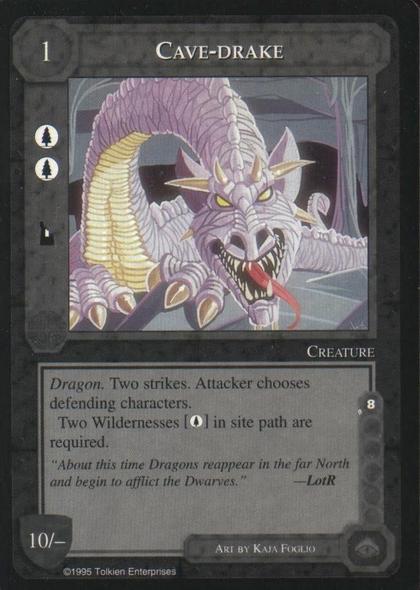 1
CAVE-DRAKE
CREATURE
Dragon. Two strikes. Attacker chooses
defending characters.
Two Wildernesses [ ] in site path are
required.
"About this time Dragons reappear in the far North
and begin to afflict the Dwarves." —LotR
8
10/–
ART BY KAJA FOGLIO
©1995 Tolkien Enterprises